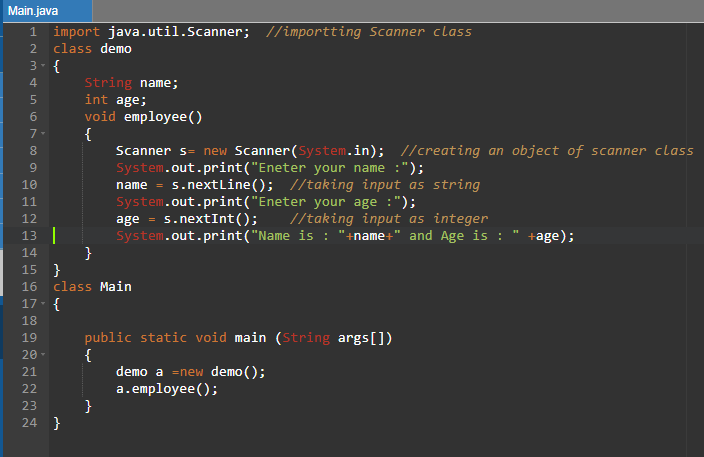 Main.java
1 import java.util.Scanner;  //importting Scanner class
2 class demo
3 {
4     String name;
5     int age;
6     void employee()
7     {
8         Scanner s= new Scanner(System.in);  //creating an object of scanner class
9         System.out.print("Eneter your name :");
10         name = s.nextLine();  //taking input as string
11         System.out.print("Eneter your age :");
12         age = s.nextInt();    //taking input as integer
13         System.out.print("Name is : "+name+" and Age is : " +age);
14     }
15 }
16 class Main
17 {
18
19     public static void main (String args[])
20     {
21         demo a =new demo();
22         a.employee();
23     }
24 }